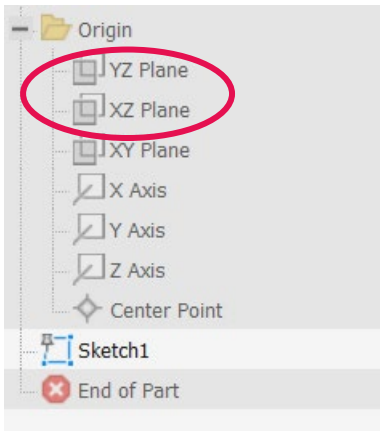 Origin
YZ Plane
XZ Plane
XY Plane
X Axis
Y Axis
Z Axis
Center Point
Sketch1
End of Part